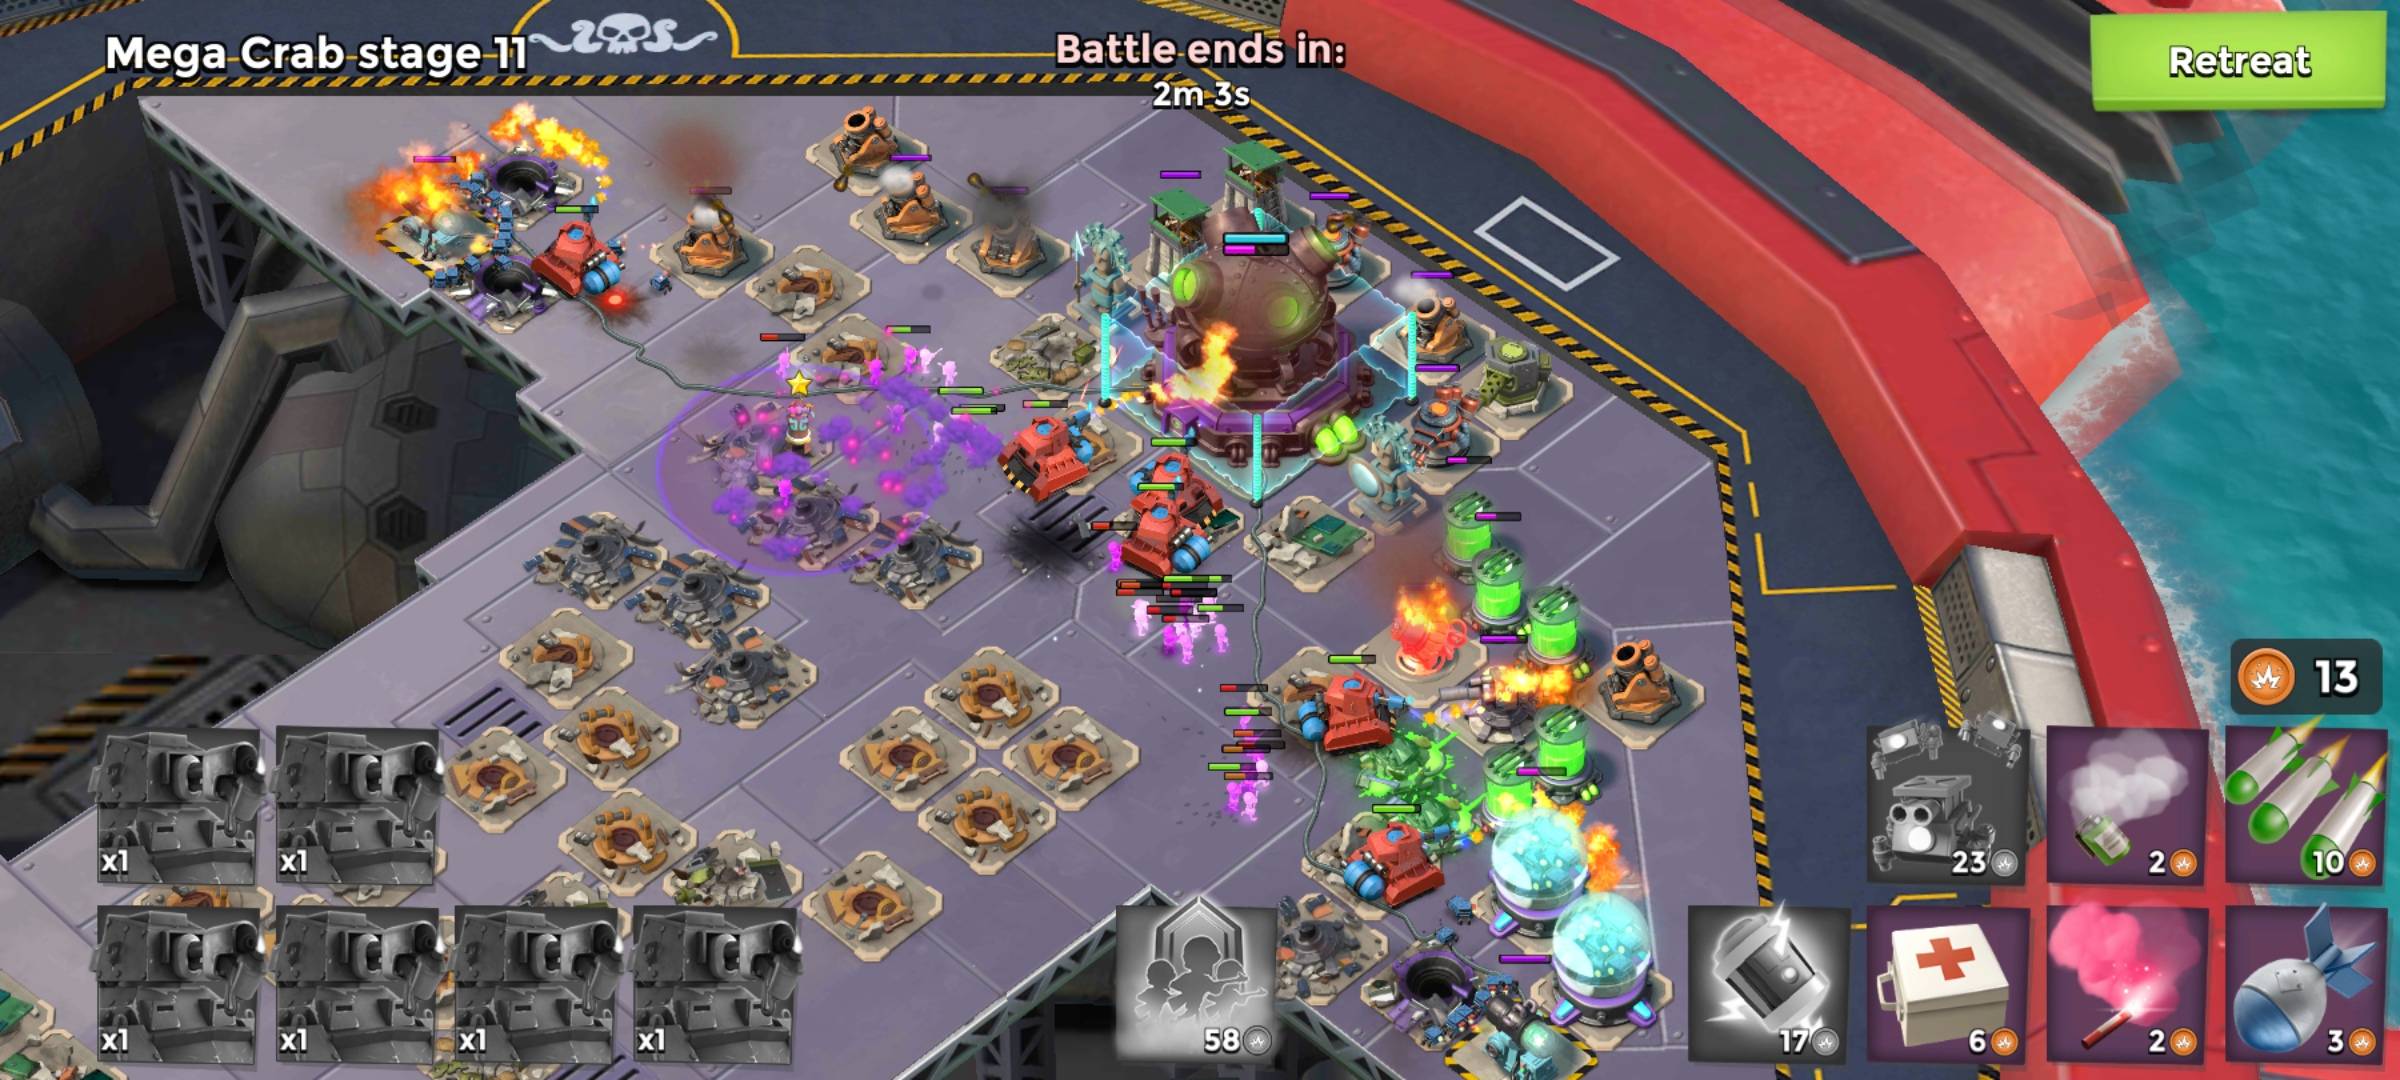 Mega Crab stage 11
Battle ends in:
2m 3s
Retreat
13
23
2
10
x1
x1
x1
x1
x1
x1
58
17
6
2
3